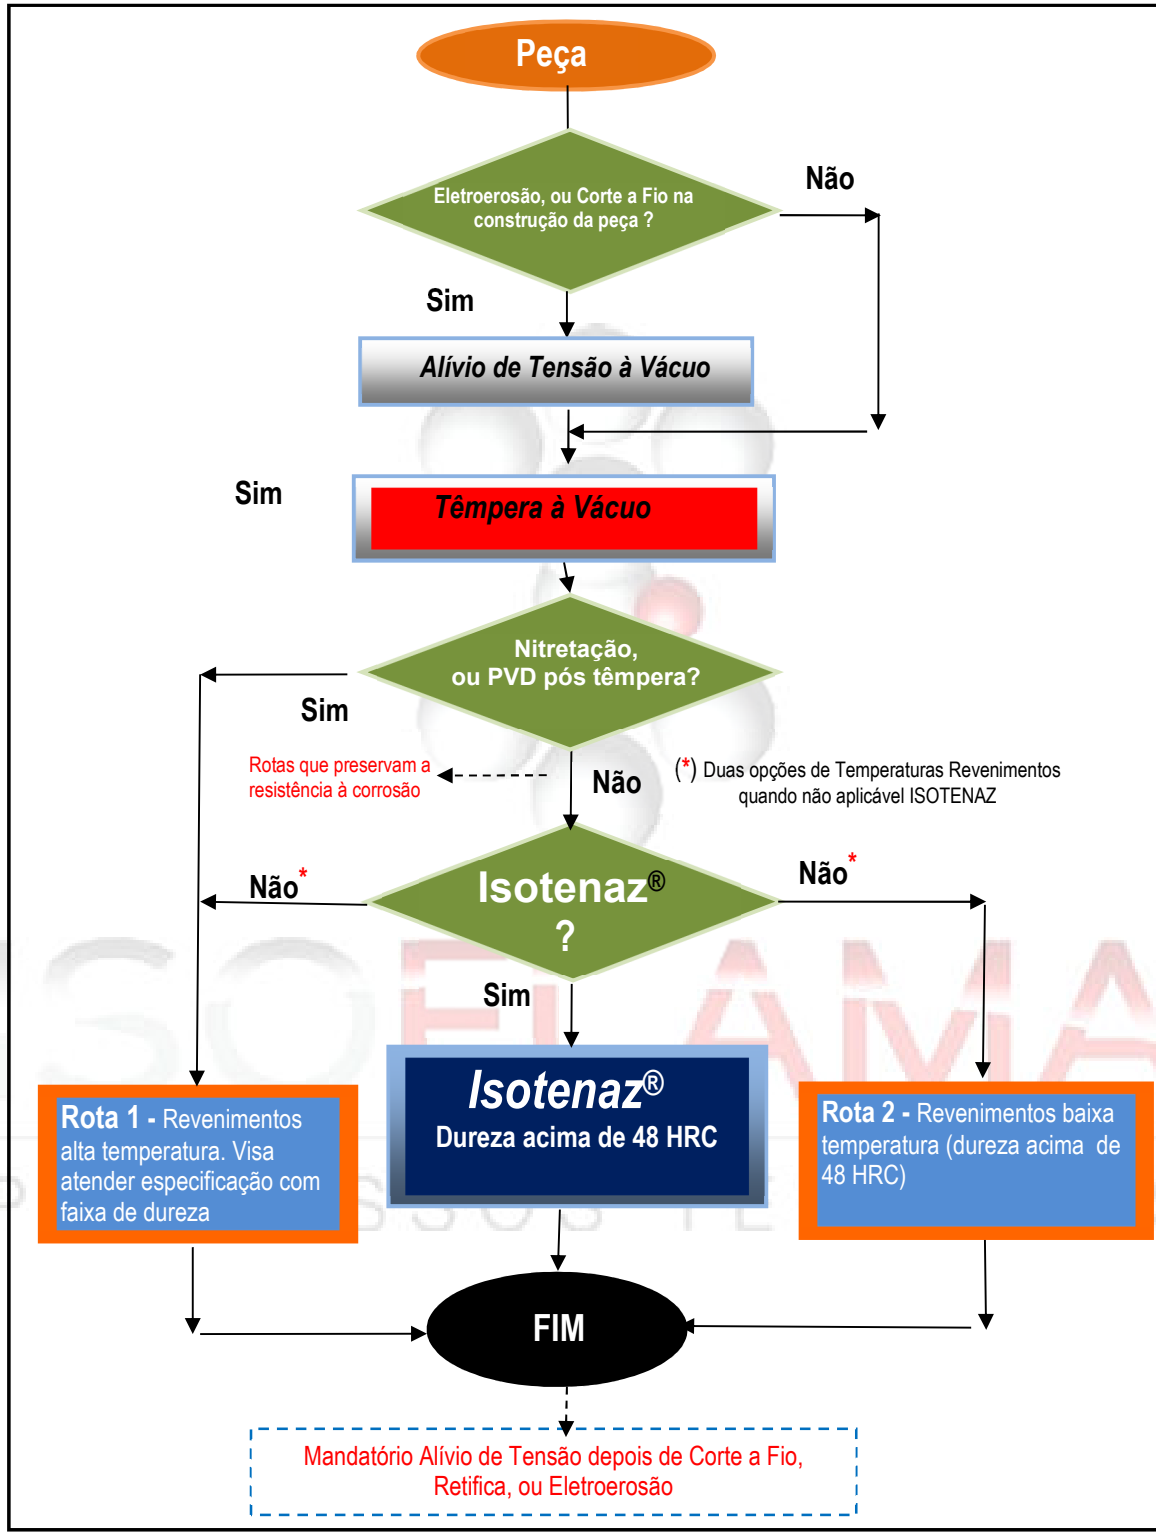 Peça
Eletroerosão, ou Corte a Fio na
construção da peça ?
Não
Sim
Alívio de Tensão à Vácuo
Sim
Têmpera à Vácuo
Nitretação,
ou PVD pós têmpera?
Sim
Rotas que preservam a
resistência à corrosão
Não
(*) Duas opções de Temperaturas Revenimentos
quando não aplicável ISOTENAZ
Não*
Isotenaz®
?
Não*
Sim
Isotenaz®
Dureza acima de 48 HRC
Rota 1 - Revenimentos
alta temperatura. Visa
atender especificação com
faixa de dureza
Rota 2 - Revenimentos baixa
temperatura (dureza acima de
48 HRC)
FIM
Mandatório Alívio de Tensão depois de Corte a Fio,
Retifica, ou Eletroerosão